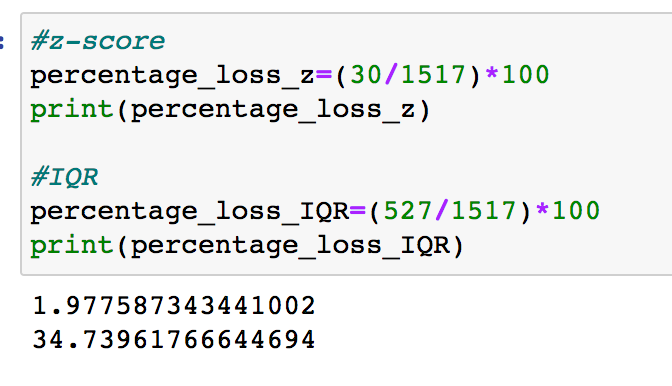 :
#z-score
percentage_loss_z=(30/1517)*100
print(percentage_loss_z)
#IQR
percentage_loss_IQR=(527/1517)*100
print(percentage_loss_IQR)
1.977587343441002
34.73961766644694